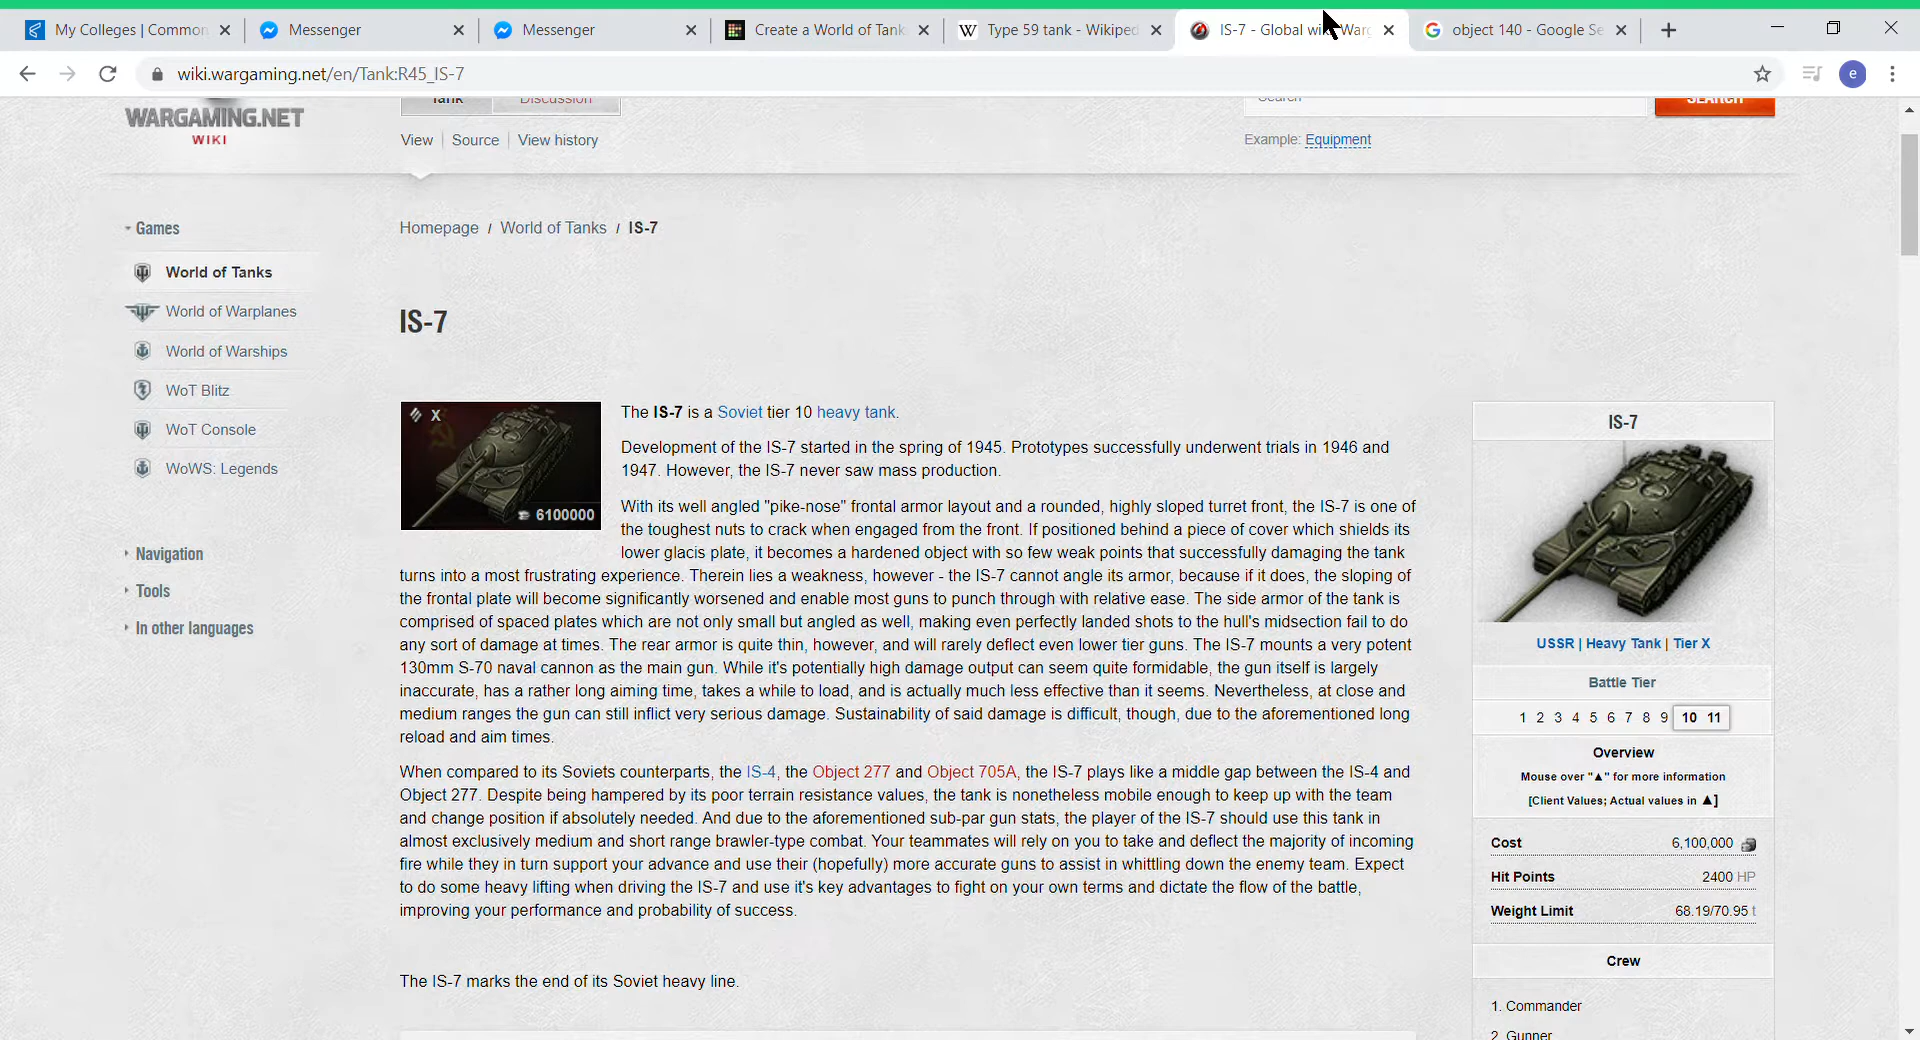 My Colleges | Common
Messenger
Messenger
Create a World of Tank
Type 59 tank - Wikiped
IS-7 - Global wiki. Warg
object 140 - Google Se
wiki.wargaming.net/en/Tank:R45_IS-7
e
WARGAMING.NET
WIKI
Tank
Discussion
Search
SEARCH
View
Source
View history
Example: Equipment
Games
World of Tanks
World of Warplanes
World of Warships
WoT Blitz
WoT Console
WoWS: Legends
Navigation
Tools
In other languages
Homepage / World of Tanks / IS-7
IS-7
X
6100000
The IS-7 is a Soviet tier 10 heavy tank.
Development of the IS-7 started in the spring of 1945. Prototypes successfully underwent trials in 1946 and
1947. However, the IS-7 never saw mass production.
With its well angled "pike-nose" frontal armor layout and a rounded, highly sloped turret front, the IS-7 is one of
the toughest nuts to crack when engaged from the front. If positioned behind a piece of cover which shields its
lower glacis plate, it becomes a hardened object with so few weak points that successfully damaging the tank
turns into a most frustrating experience. Therein lies a weakness, however - the IS-7 cannot angle its armor, because if it does, the sloping of
the frontal plate will become significantly worsened and enable most guns to punch through with relative ease. The side armor of the tank is
comprised of spaced plates which are not only small but angled as well, making even perfectly landed shots to the hull's midsection fail to do
any sort of damage at times. The rear armor is quite thin, however, and will rarely deflect even lower tier guns. The IS-7 mounts a very potent
130mm S-70 naval cannon as the main gun. While it's potentially high damage output can seem quite formidable, the gun itself is largely
inaccurate, has a rather long aiming time, takes a while to load, and is actually much less effective than it seems. Nevertheless, at close and
medium ranges the gun can still inflict very serious damage. Sustainability of said damage is difficult, though, due to the aforementioned long
reload and aim times.
When compared to its Soviets counterparts, the IS-4, the Object 277 and Object 705A, the IS-7 plays like a middle gap between the IS-4 and
Object 277. Despite being hampered by its poor terrain resistance values, the tank is nonetheless mobile enough to keep up with the team
and change position if absolutely needed. And due to the aforementioned sub-par gun stats, the player of the IS-7 should use this tank in
almost exclusively medium and short range brawler-type combat. Your teammates will rely on you to take and deflect the majority of incoming
fire while they in turn support your advance and use their (hopefully) more accurate guns to assist in whittling down the enemy team. Expect
to do some heavy lifting when driving the IS-7 and use it's key advantages to fight on your own terms and dictate the flow of the battle,
improving your performance and probability of success.
The IS-7 marks the end of its Soviet heavy line.
IS-7
USSR | Heavy Tank | Tier X
Battle Tier
1 2 3 4 5 6 7 8 9 10 11
Overview
Mouse over "▲" for more information
[Client Values; Actual values in ▲]
Cost 6,100,000
Hit Points 2400 HP
Weight Limit 68.19/70.95 t
Crew
1. Commander
2. Gunner